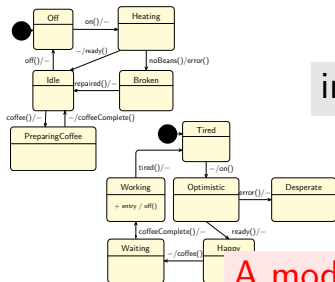 Off
on()/−
Heating
off()/−
−/ready()
noBeans()/error()
Idle
repaired()/−
Broken
coffee()/−
−/coffeeComplete()
PreparingCoffee
Tired
tired()/−
−/on()
Working
+ entry / off()
Optimistic
error()/−
Desperate
coffeeComplete()/−
ready()/−
Waiting
−/coffee()
Happy
A mod